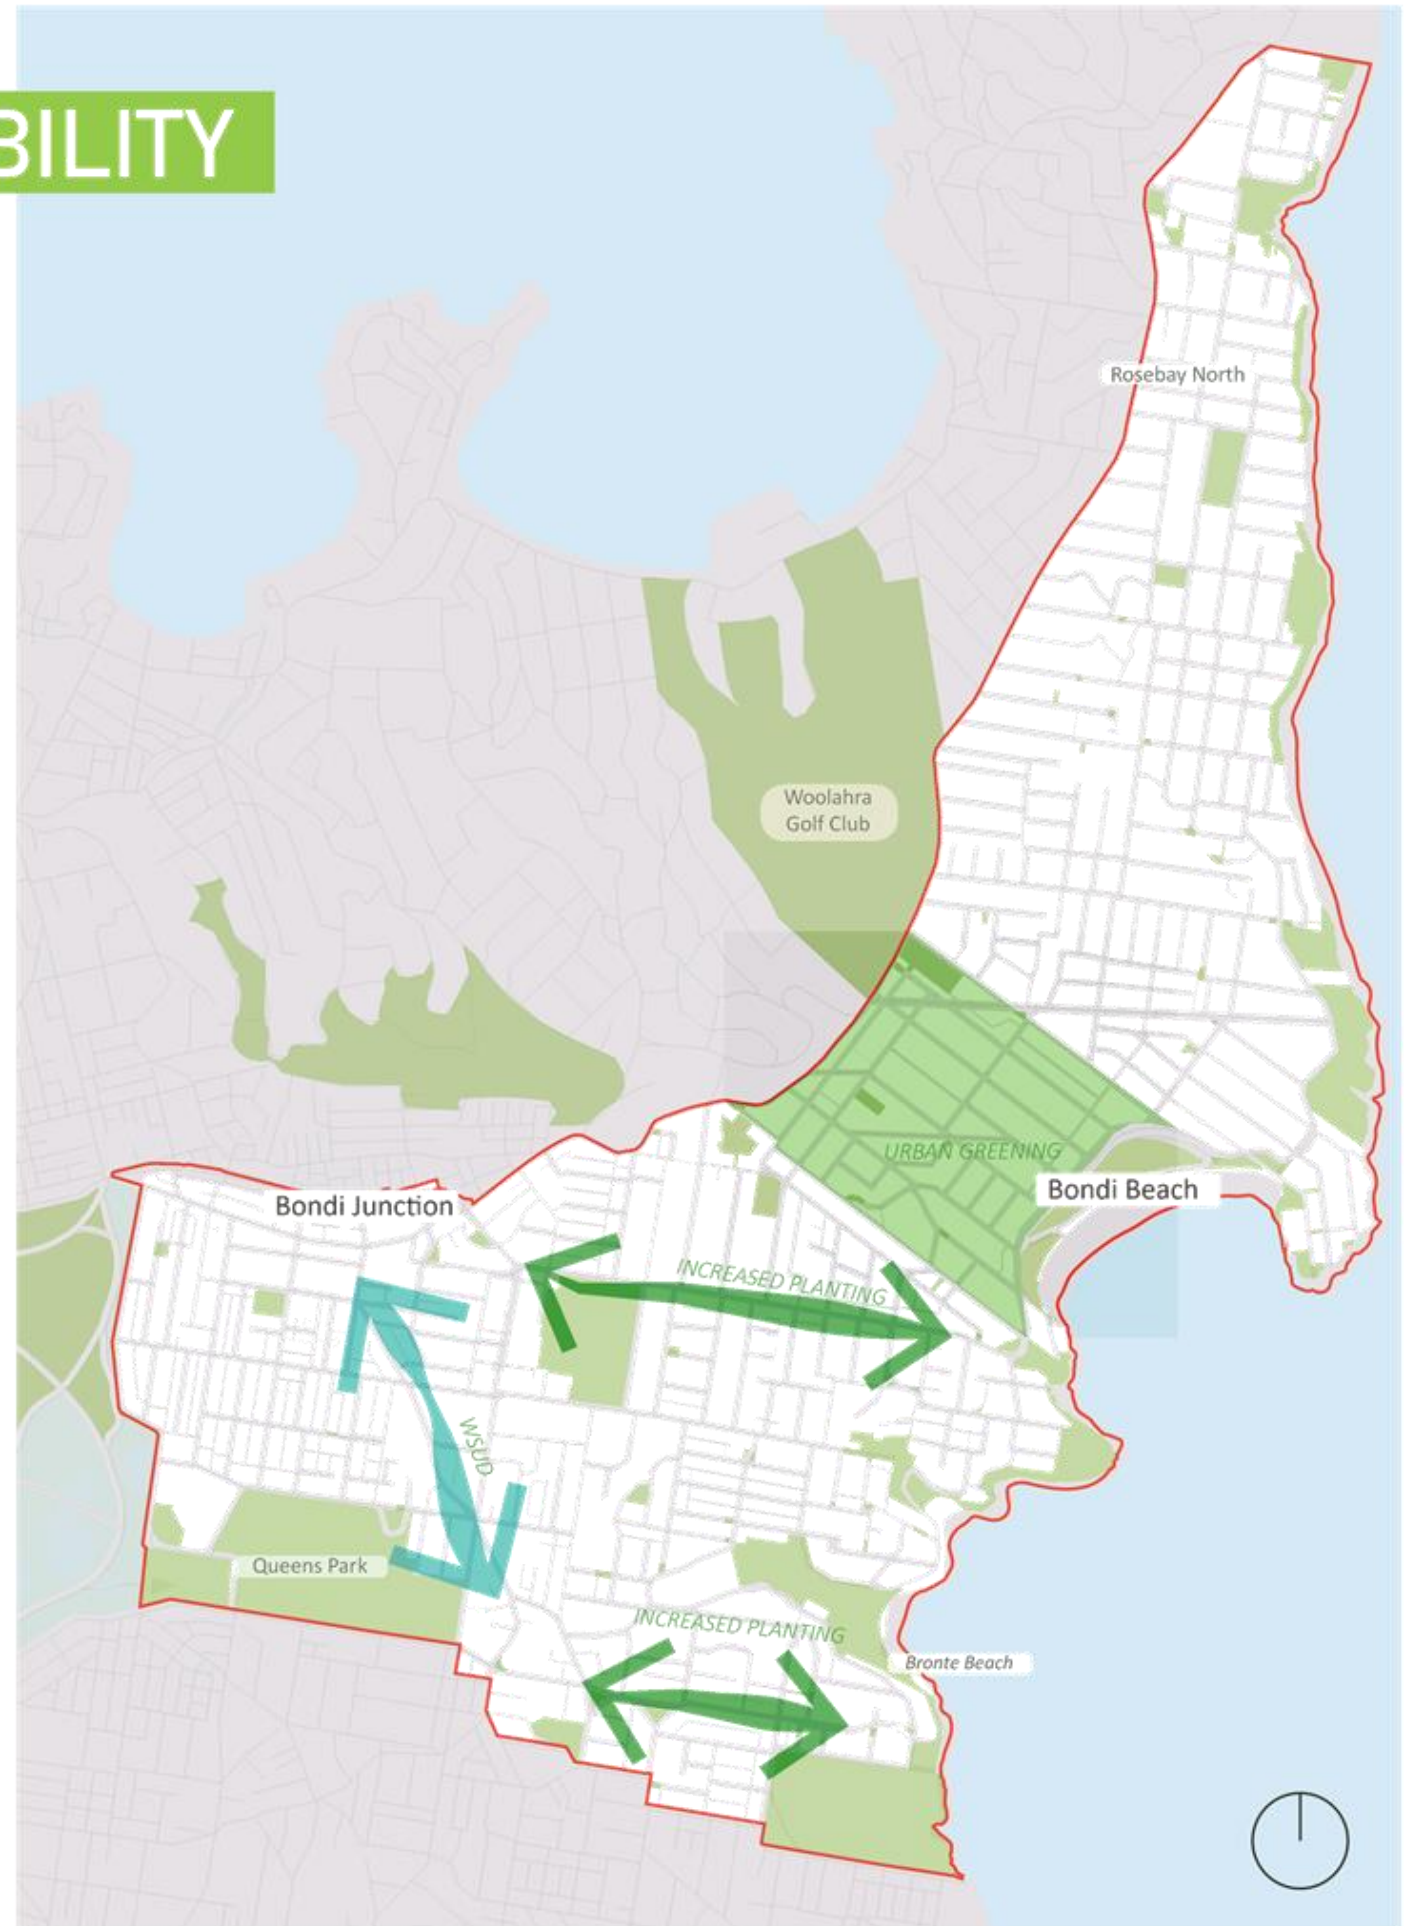 BILITY
Rosebay North
Woolahra
Golf Club
URBAN GREENING
Bondi Beach
Bondi Junction
INCREASED PLANTING
WSUD
Queens Park
INCREASED PLANTING
Bronte Beach